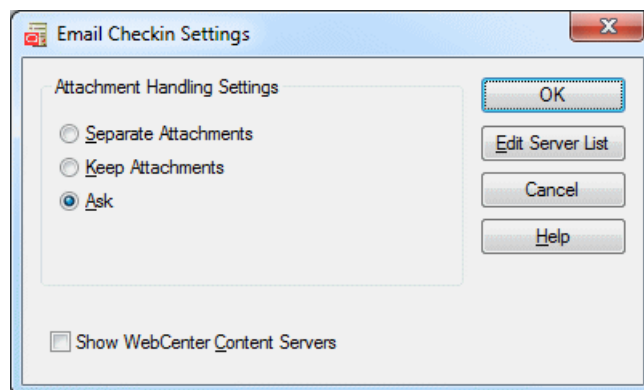 Email Checkin Settings
Attachment Handling Settings
Separate Attachments
Keep Attachments
Ask
OK
Edit Server List
Cancel
Help
Show WebCenter Content Servers